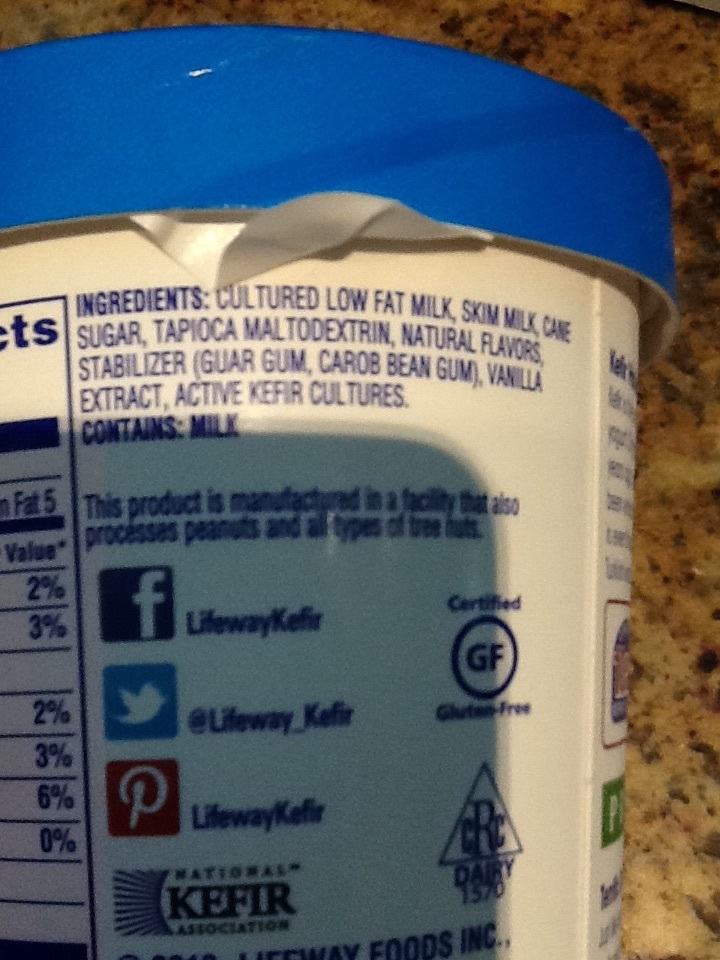 cts
n Fat 5
Value*
2%
3%
2%
3%
6%
0%
INGREDIENTS: CULTURED LOW FAT MILK, SKIM MILK, CANE
SUGAR, TAPIOCA MALTODEXTRIN, NATURAL FLAVORS,
STABILIZER (GUAR GUM, CAROB BEAN GUM), VANILLA
EXTRACT, ACTIVE KEFIR CULTURES.
CONTAINS: MILK
This product is manufactured in a facility that also
processes peanuts and all types of tree nuts.
f LifewayKefir
@Lifeway_Kefir
p LifewayKefir
Certified
GF
Gluten-Free
CRC
DAIRY
1570
NATIONAL™
KEFIR
ASSOCIATION
LIFEWAY FOODS INC.,
Kefir